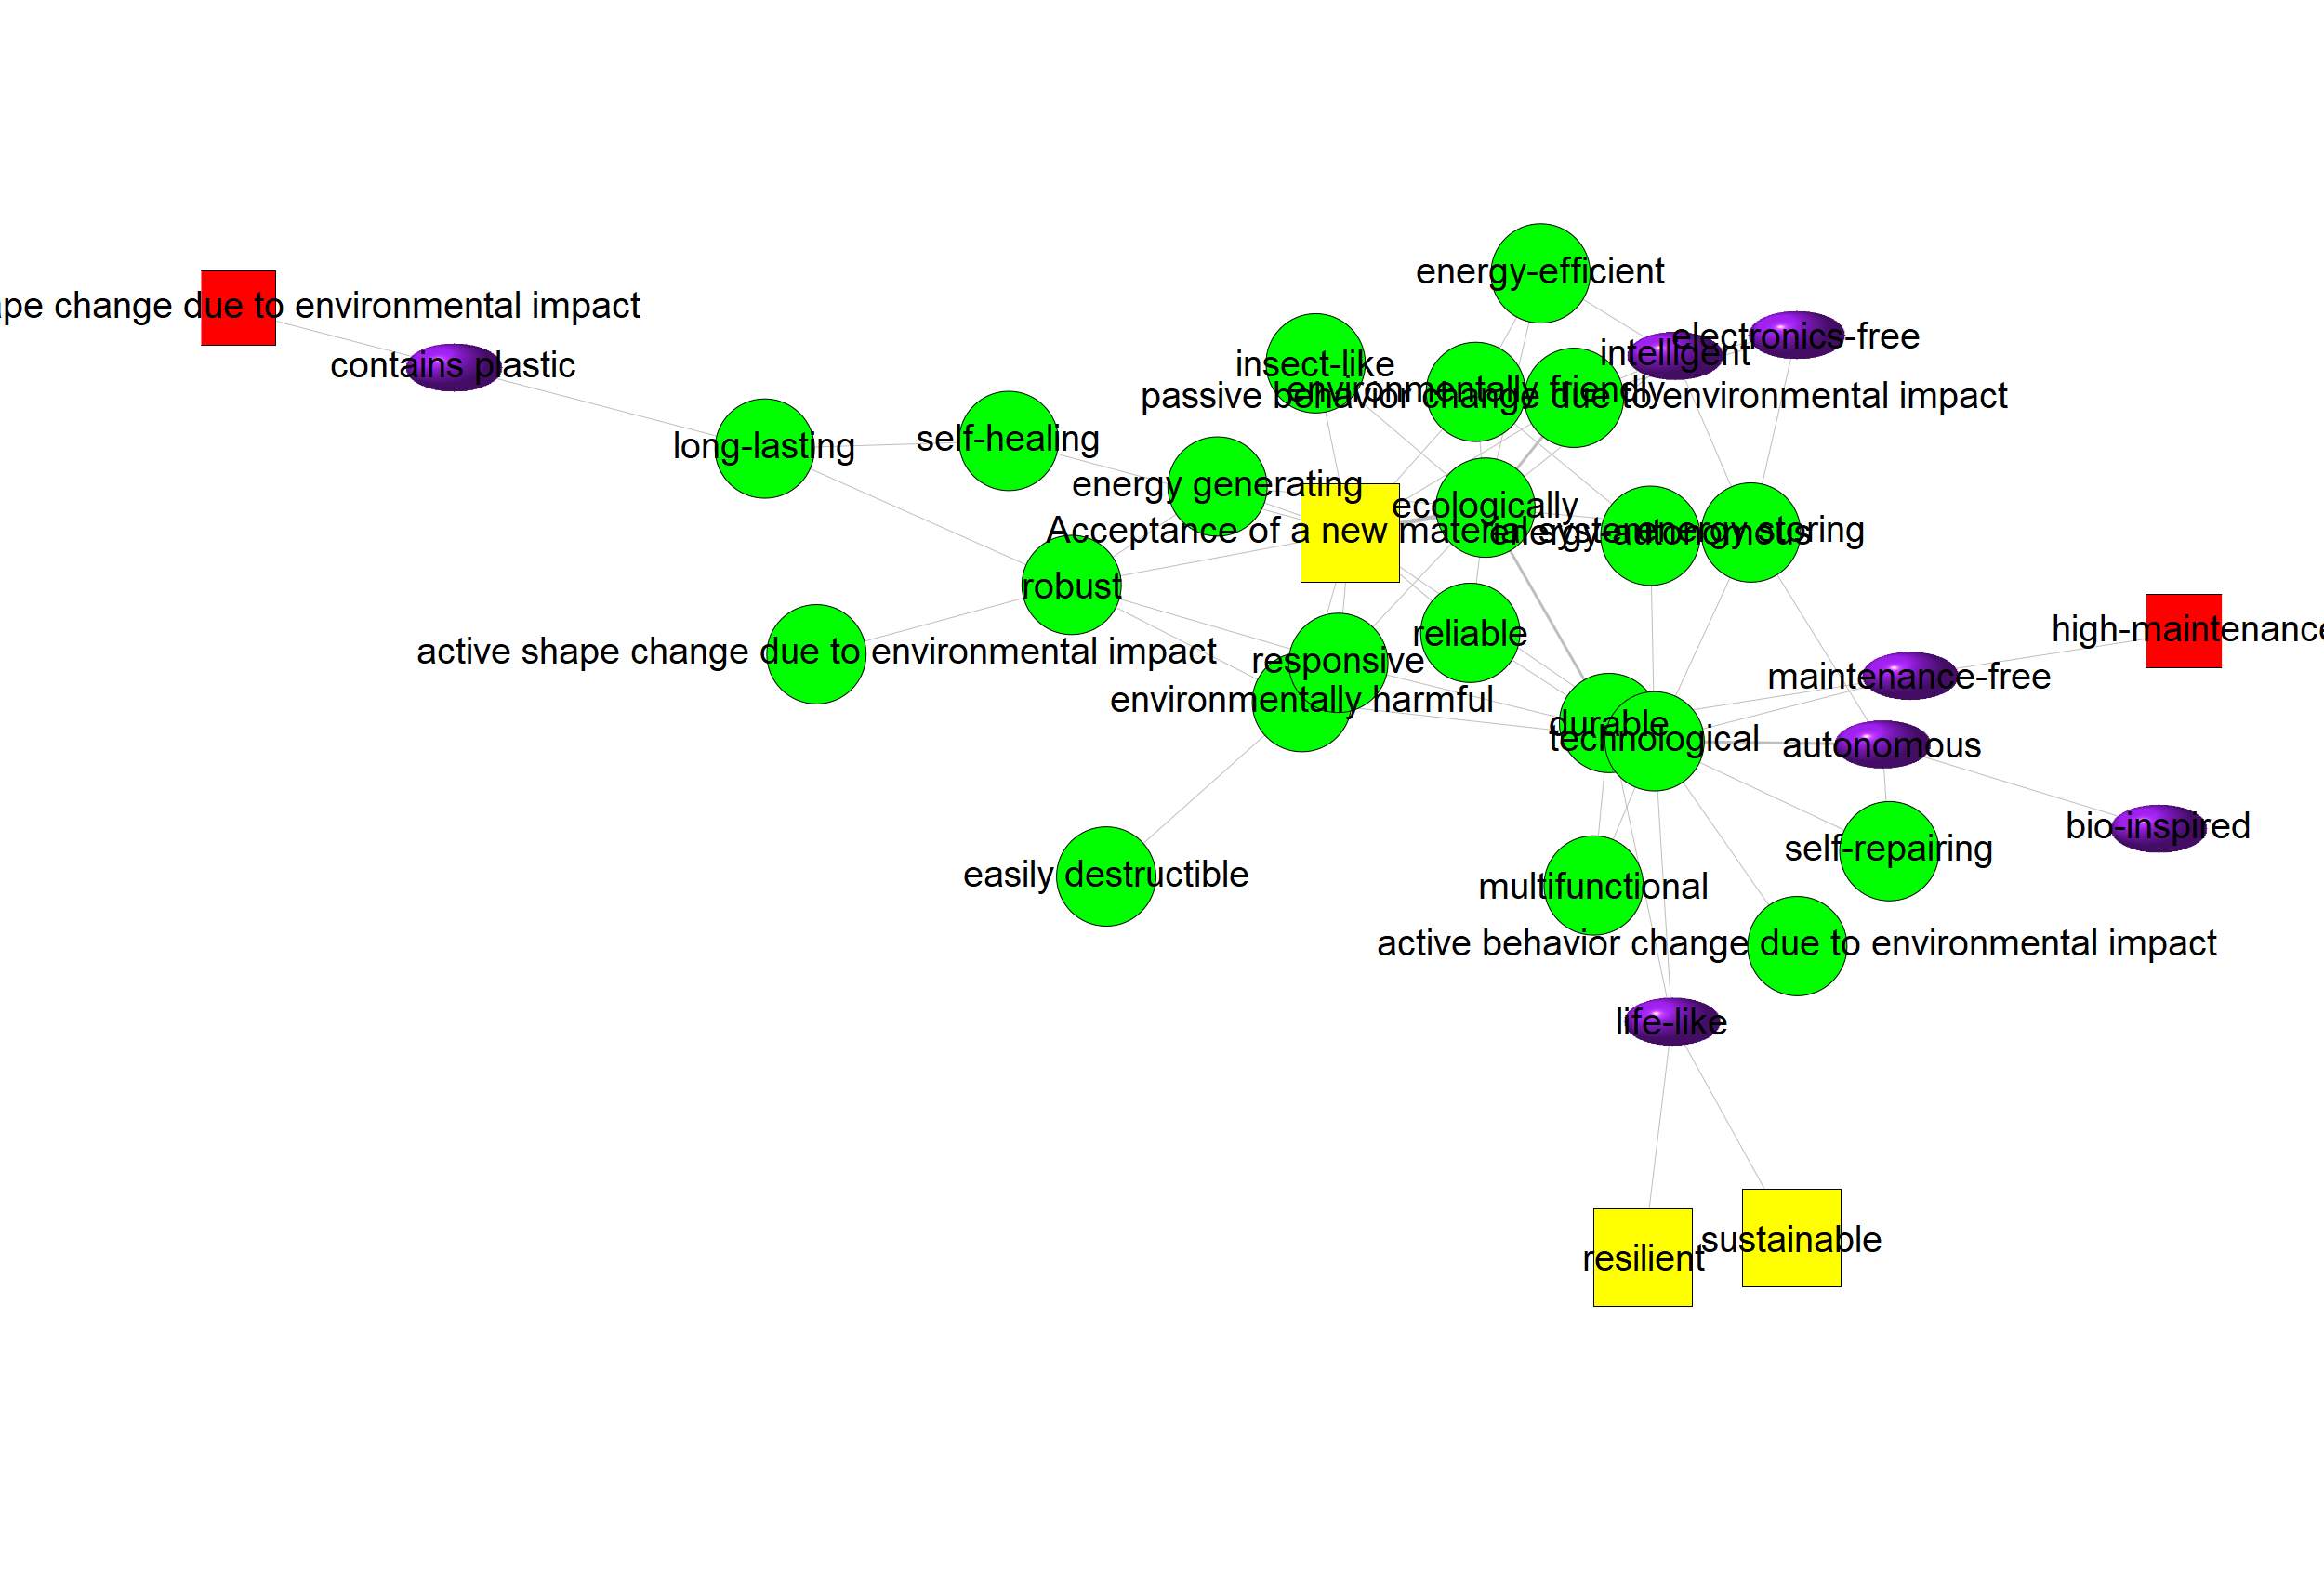 energy-efficient
ape change due to environmental impact
electronics-free
intelligent
contains plastic
insect-like
environmentally friendly
passive behavior change due to environmental impact
long-lasting
self-healing
energy generating
ecologically
Acceptance of a new material system
energy-autonomous
energy storing
robust
high-maintenance
reliable
active shape change due to environmental impact
responsive
maintenance-free
environmentally harmful
durable
technological
autonomous
bio-inspired
self-repairing
easily destructible
multifunctional
active behavior change due to environmental impact
life-like
sustainable
resilient